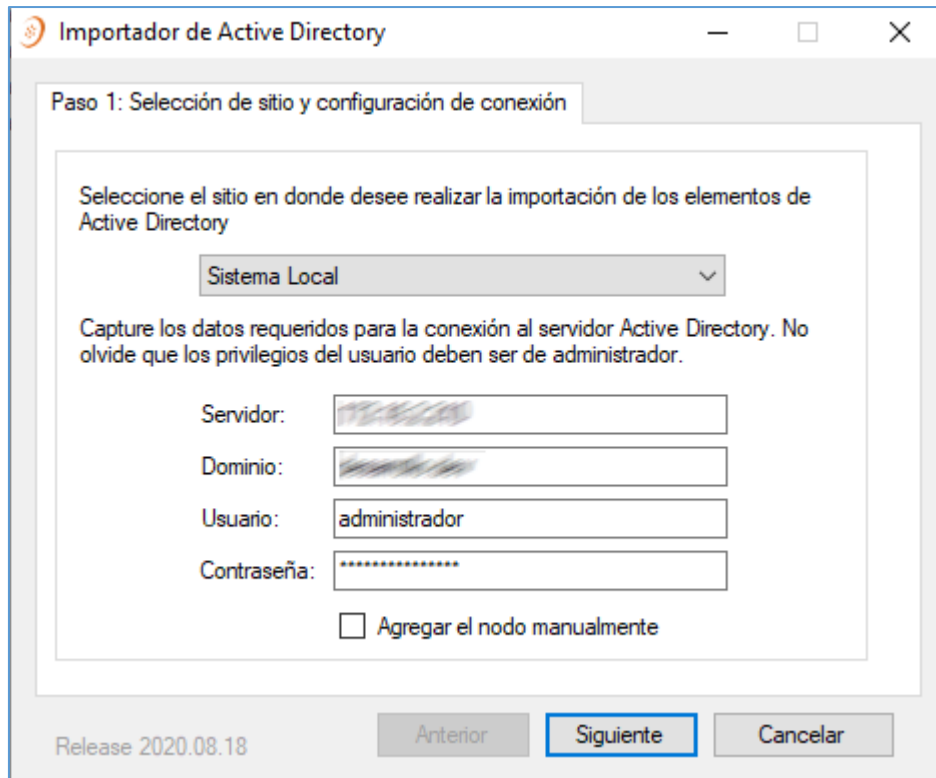 Importador de Active Directory
Paso 1: Selección de sitio y configuración de conexión
Seleccione el sitio en donde desee realizar la importación de los elementos de
Active Directory
Sistema Local
Capture los datos requeridos para la conexión al servidor Active Directory. No
olvide que los privilegios del usuario deben ser de administrador.
Servidor:
Dominio:
Usuario: administrador
Contraseña: ***************
Agregar el nodo manualmente
Release 2020.08.18 Anterior Siguiente Cancelar